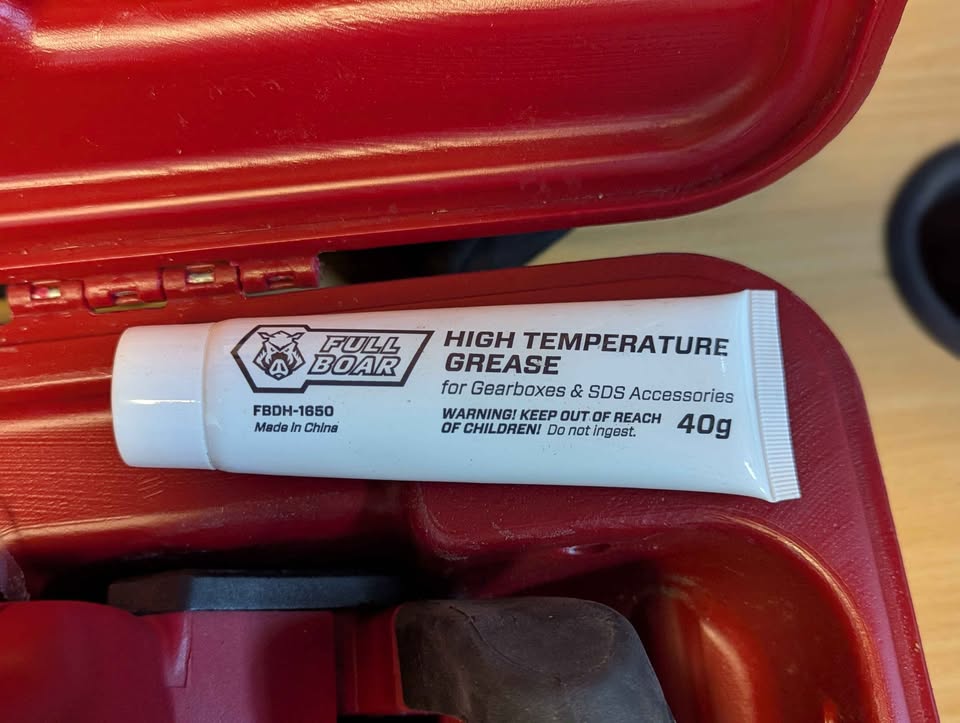 FULL
BOAR
FBDH-1650
Made in China
HIGH TEMPERATURE
GREASE
for Gearboxes & SDS Accessories
WARNING! KEEP OUT OF REACH
OF CHILDREN! Do not ingest.
40g